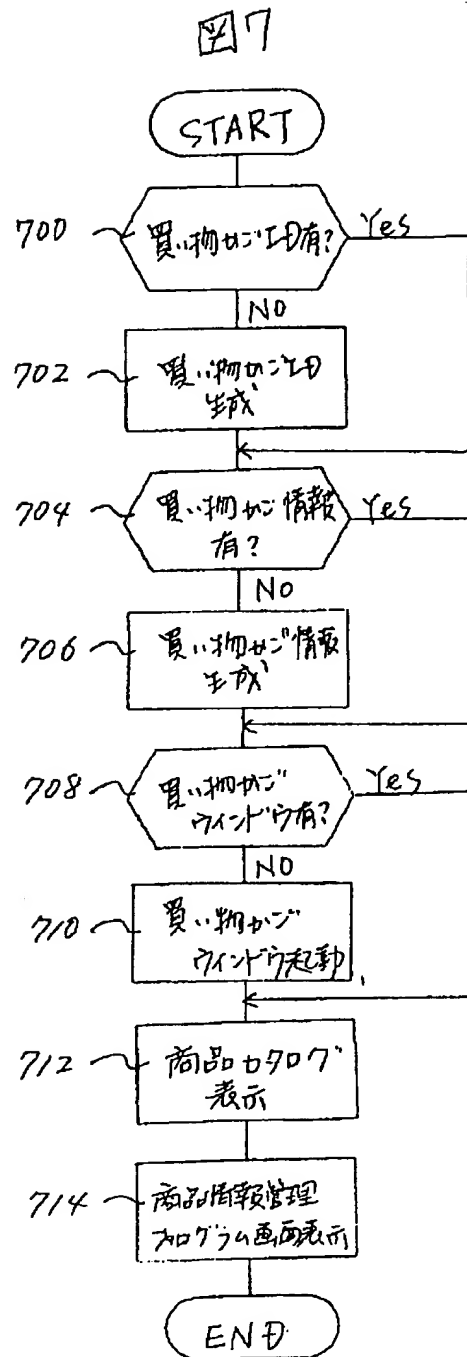 図7
START
700
買い物かごID有?
Yes
NO
702
買い物かごID
生成
704
買い物かご情報
有?
Yes
NO
706
買い物かご情報
生成
708
買い物かご
ウインドウ有?
Yes
NO
710
買い物かご
ウインドウ起動
712
商品カタログ
表示
714
商品情報管理
プログラム画面表示
END